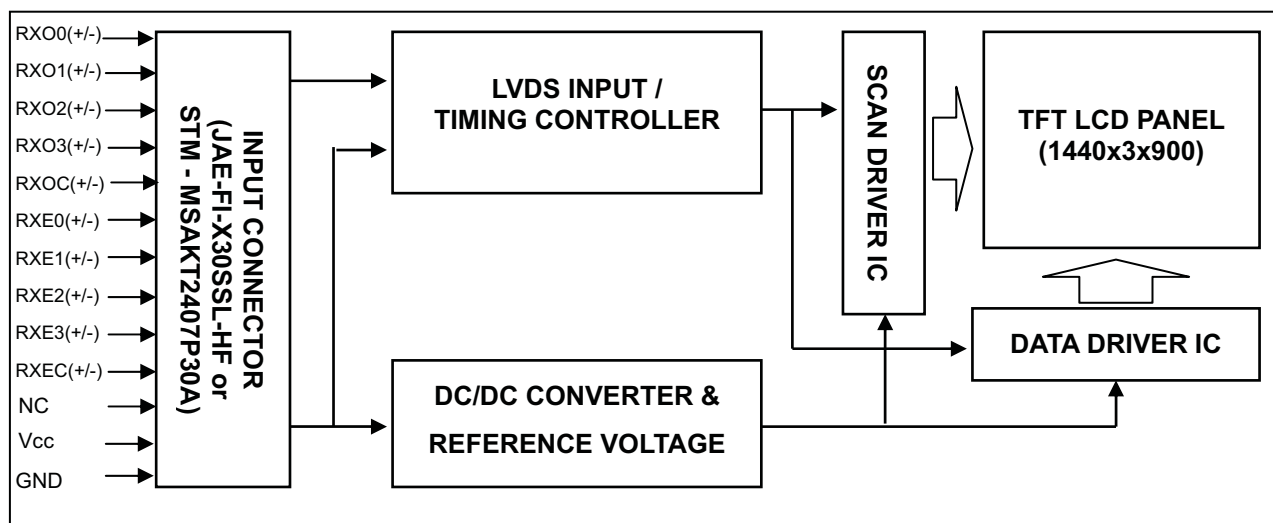 RXO0(+/-)
RXO1(+/-)
RXO2(+/-)
RXO3(+/-)
RXOC(+/-)
RXE0(+/-)
RXE1(+/-)
RXE2(+/-)
RXE3(+/-)
RXEC(+/-)
NC
Vcc
GND
INPUT CONNECTOR
(JAE-FI-X30SSL-HF or
STM - MSAKT2407P30A)
LVDS INPUT /
TIMING CONTROLLER
DC/DC CONVERTER &
REFERENCE VOLTAGE
SCAN DRIVER IC
TFT LCD PANEL
(1440x3x900)
DATA DRIVER IC